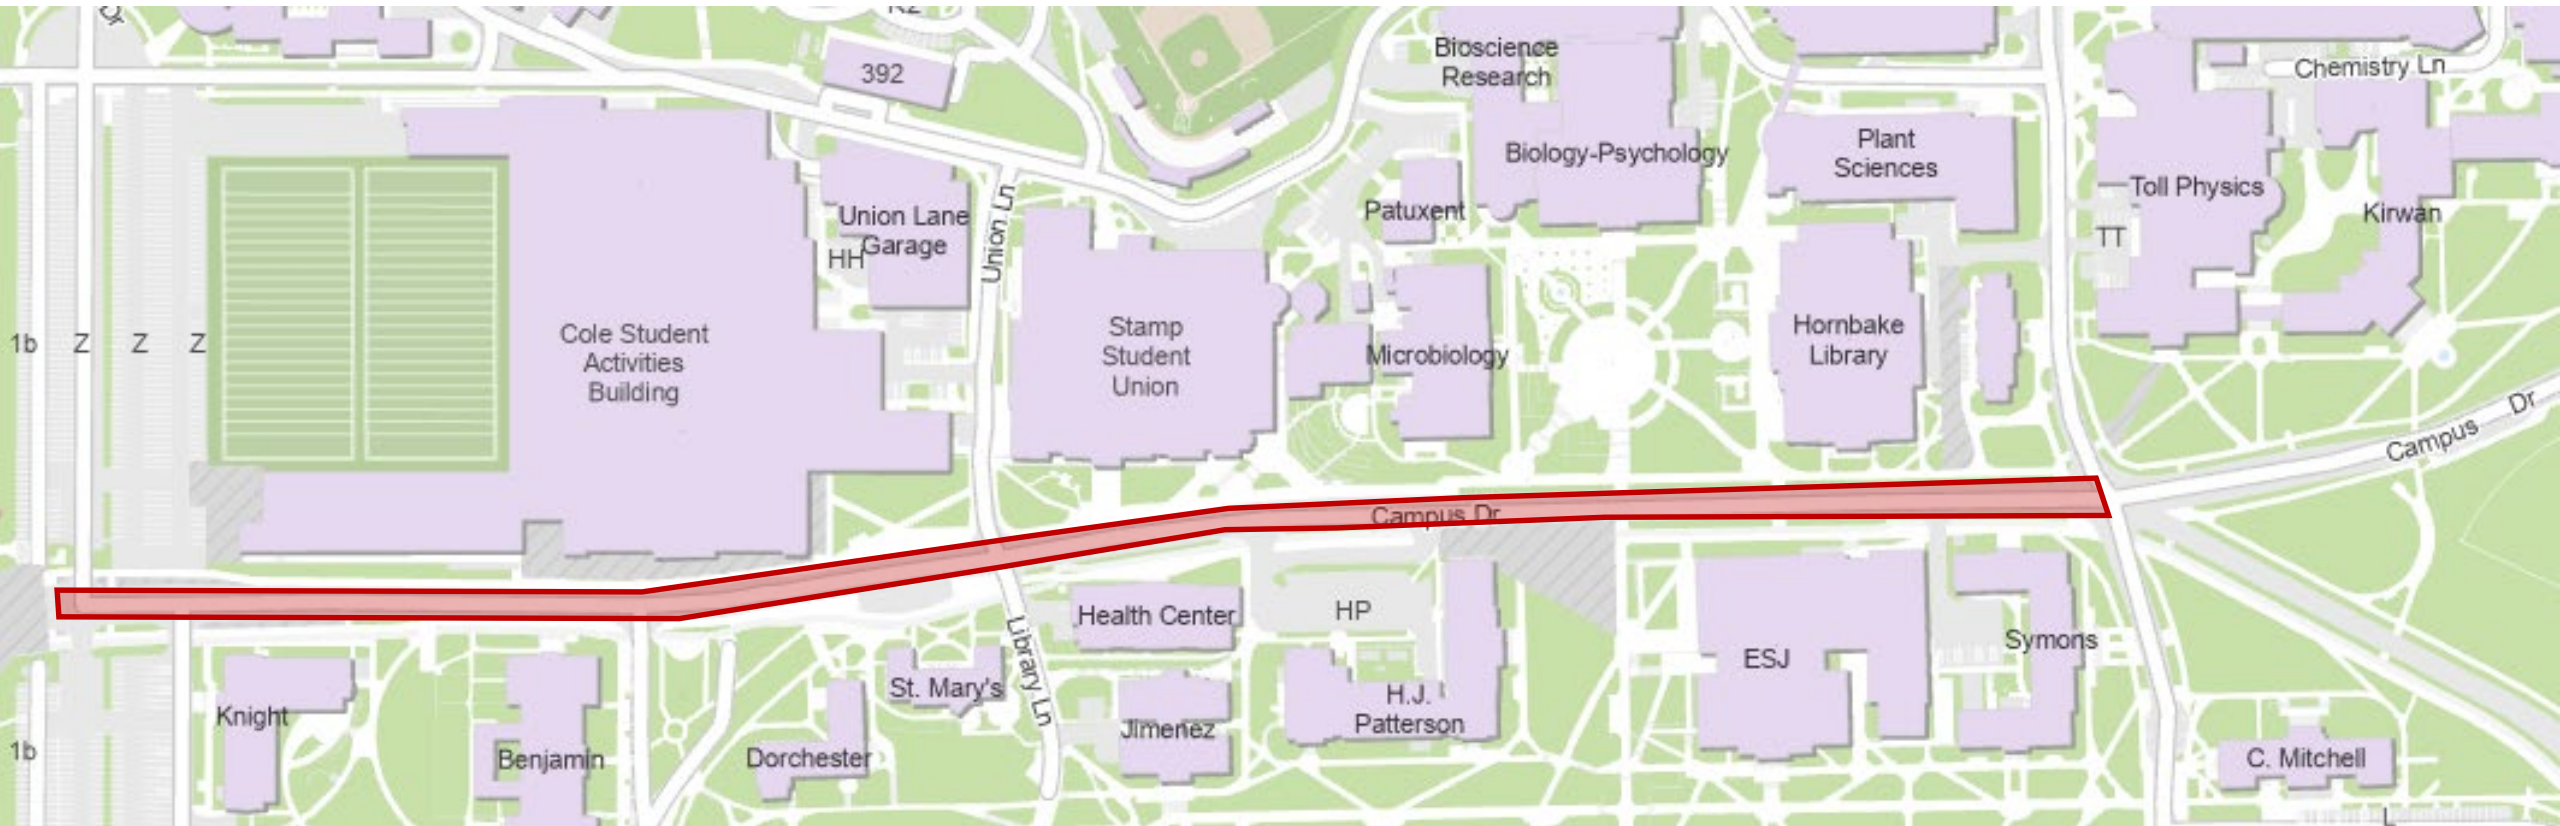 Dr
R2
392
Bioscience
Research
Chemistry Ln
Biology-Psychology
Plant
Sciences
Toll Physics
Patuxent
Kirwan
Union Ln
Union Lane
Garage
HH
TT
1b
Z
Z
Z
Cole Student
Activities
Building
Stamp
Student
Union
Microbiology
Hornbake
Library
Campus Dr
Campus Dr
Health Center
HP
Library Ln
Symons
ESJ
St. Mary's
Knight
Jimenez
H.J.
Patterson
1b
Benjamin
Dorchester
C. Mitchell
L